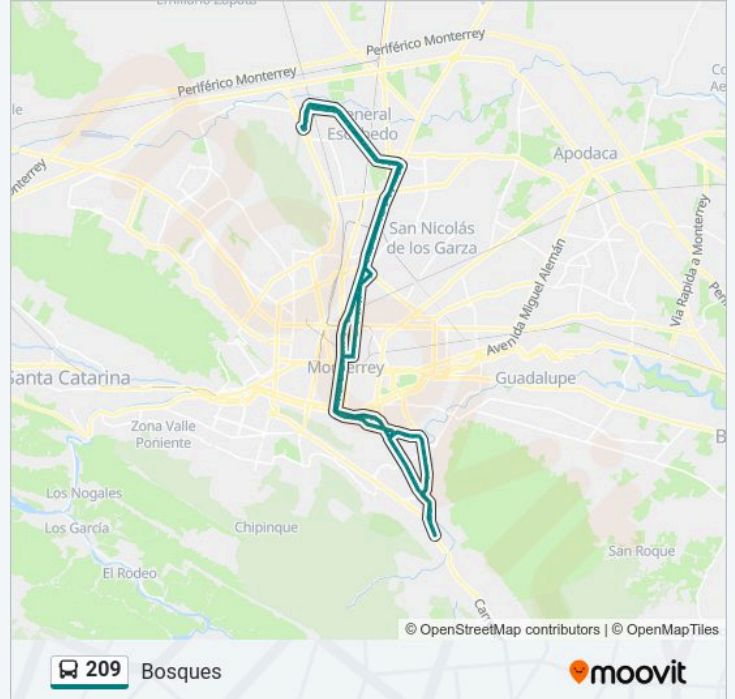 Emiliano Zapata
Periférico Monterrey
Periférico Monterrey
General
Escobedo
Apodaca
Monterrey
San Nicolás
de los Garza
Avenida Miguel Alemán
Via Rapida a Monterrey
Monterrey
Santa Catarina
Guadalupe
Zona Valle
Poniente
Los Nogales
Los García
Chipinque
El Rodeo
San Roque
© OpenStreetMap contributors | © OpenMapTiles
209 Bosques
moovit